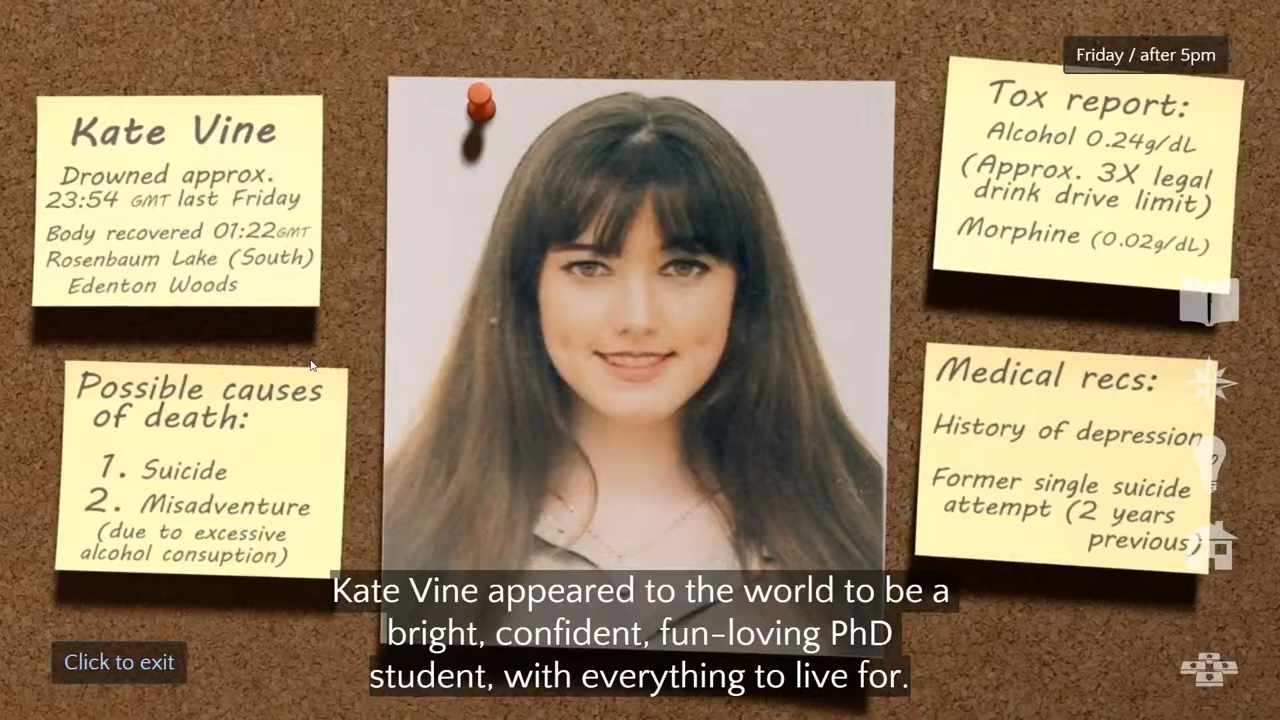 Friday / after 5pm
Kate Vine
Drowned approx.
23:54 GMT last Friday
Body recovered 01:22GMT
Rosenbaum Lake (South)
Edenton Woods
Possible causes
of death:
1. Suicide
2. Misadventure
(due to excessive
alcohol consuption)
Tox report:
Alcohol 0.24g/dL
(Approx. 3X legal
drink drive limit)
Morphine (0.02g/dL)
Medical recs:
History of depression
Former single suicide
attempt (2 years
previous)
Kate Vine appeared to the world to be a
bright, confident, fun-loving PhD
student, with everything to live for.
Click to exit